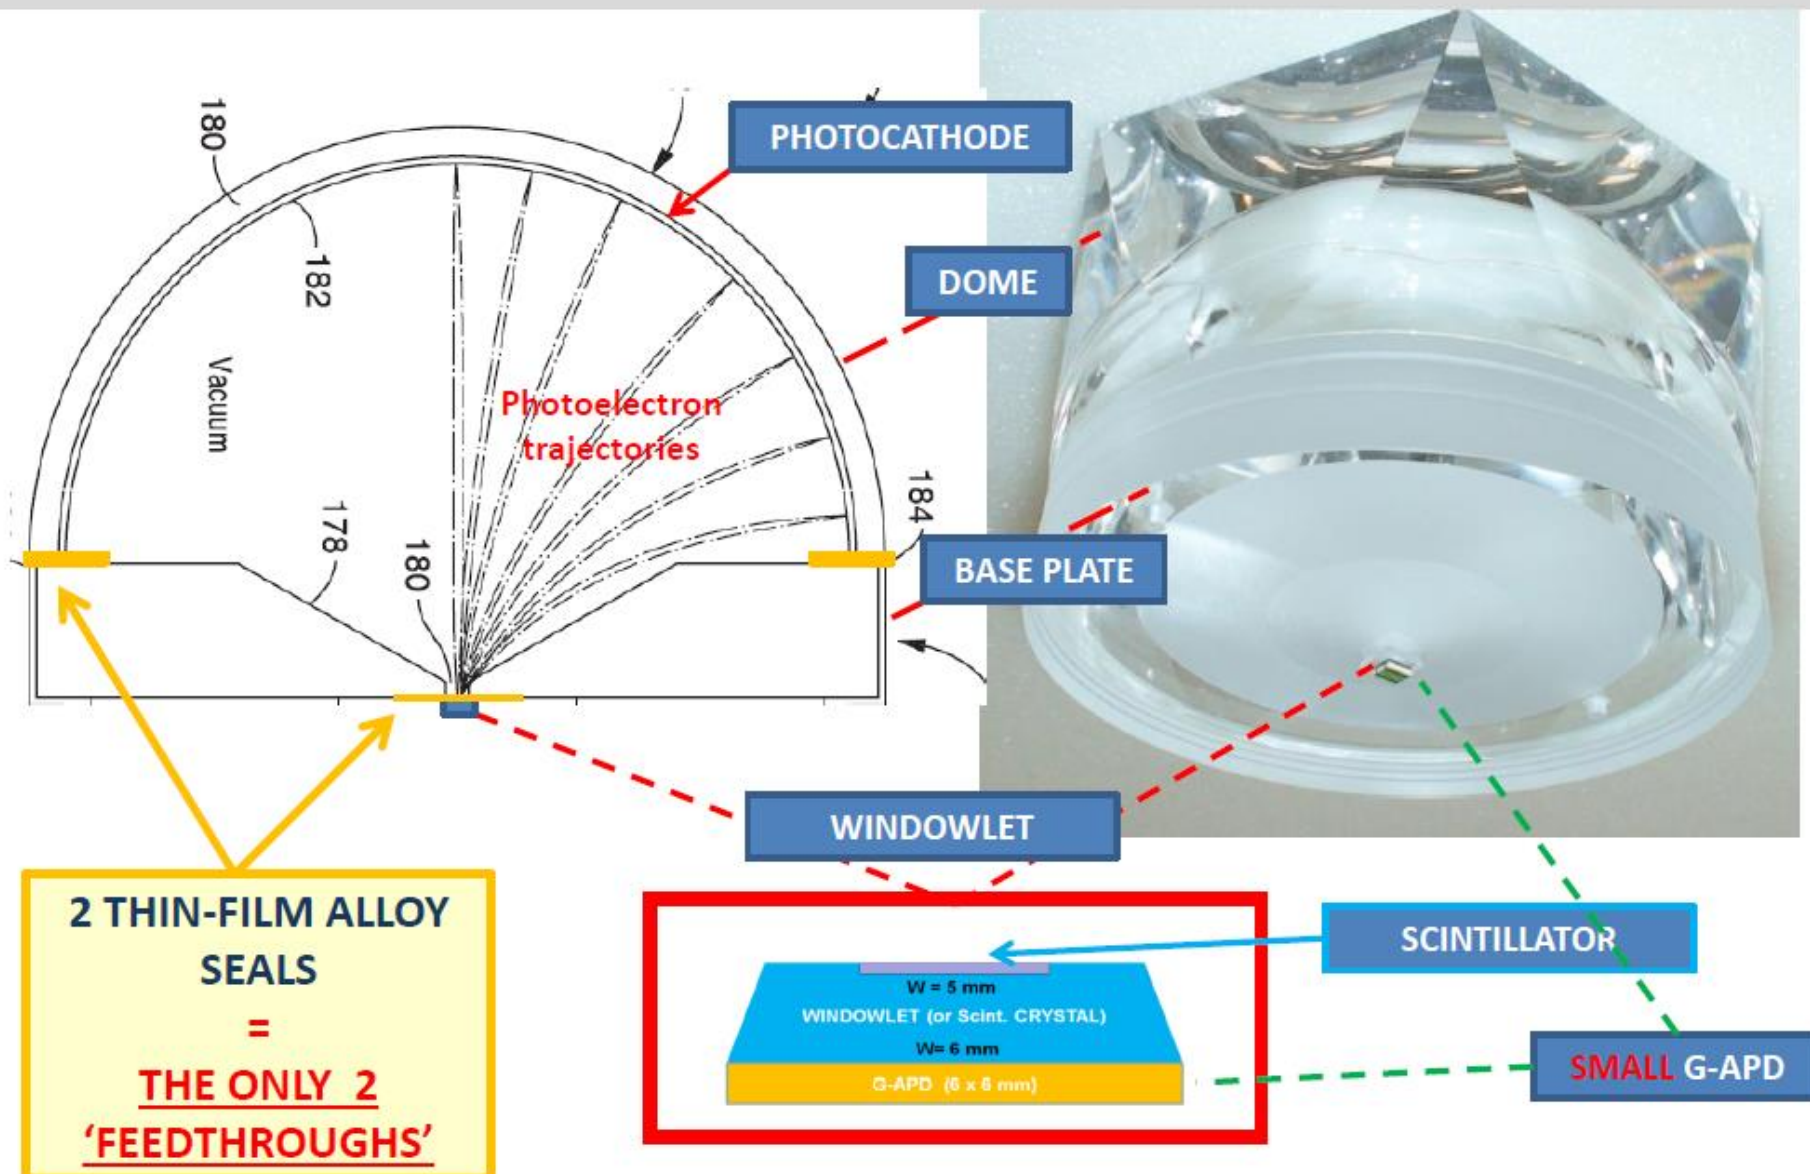 180
PHOTOCATHODE
182
DOME
Vacuum
Photoelectron
trajectories
178
180
184
BASE PLATE
WINDOWLET
2 THIN-FILM ALLOY
SEALS
=
THE ONLY 2
‘FEEDTHROUGHS’
SCINTILLATOR
W = 5 mm
WINDOWLET (or Scint. CRYSTAL)
W= 6 mm
G-APD (6 x 6 mm)
SMALL G-APD